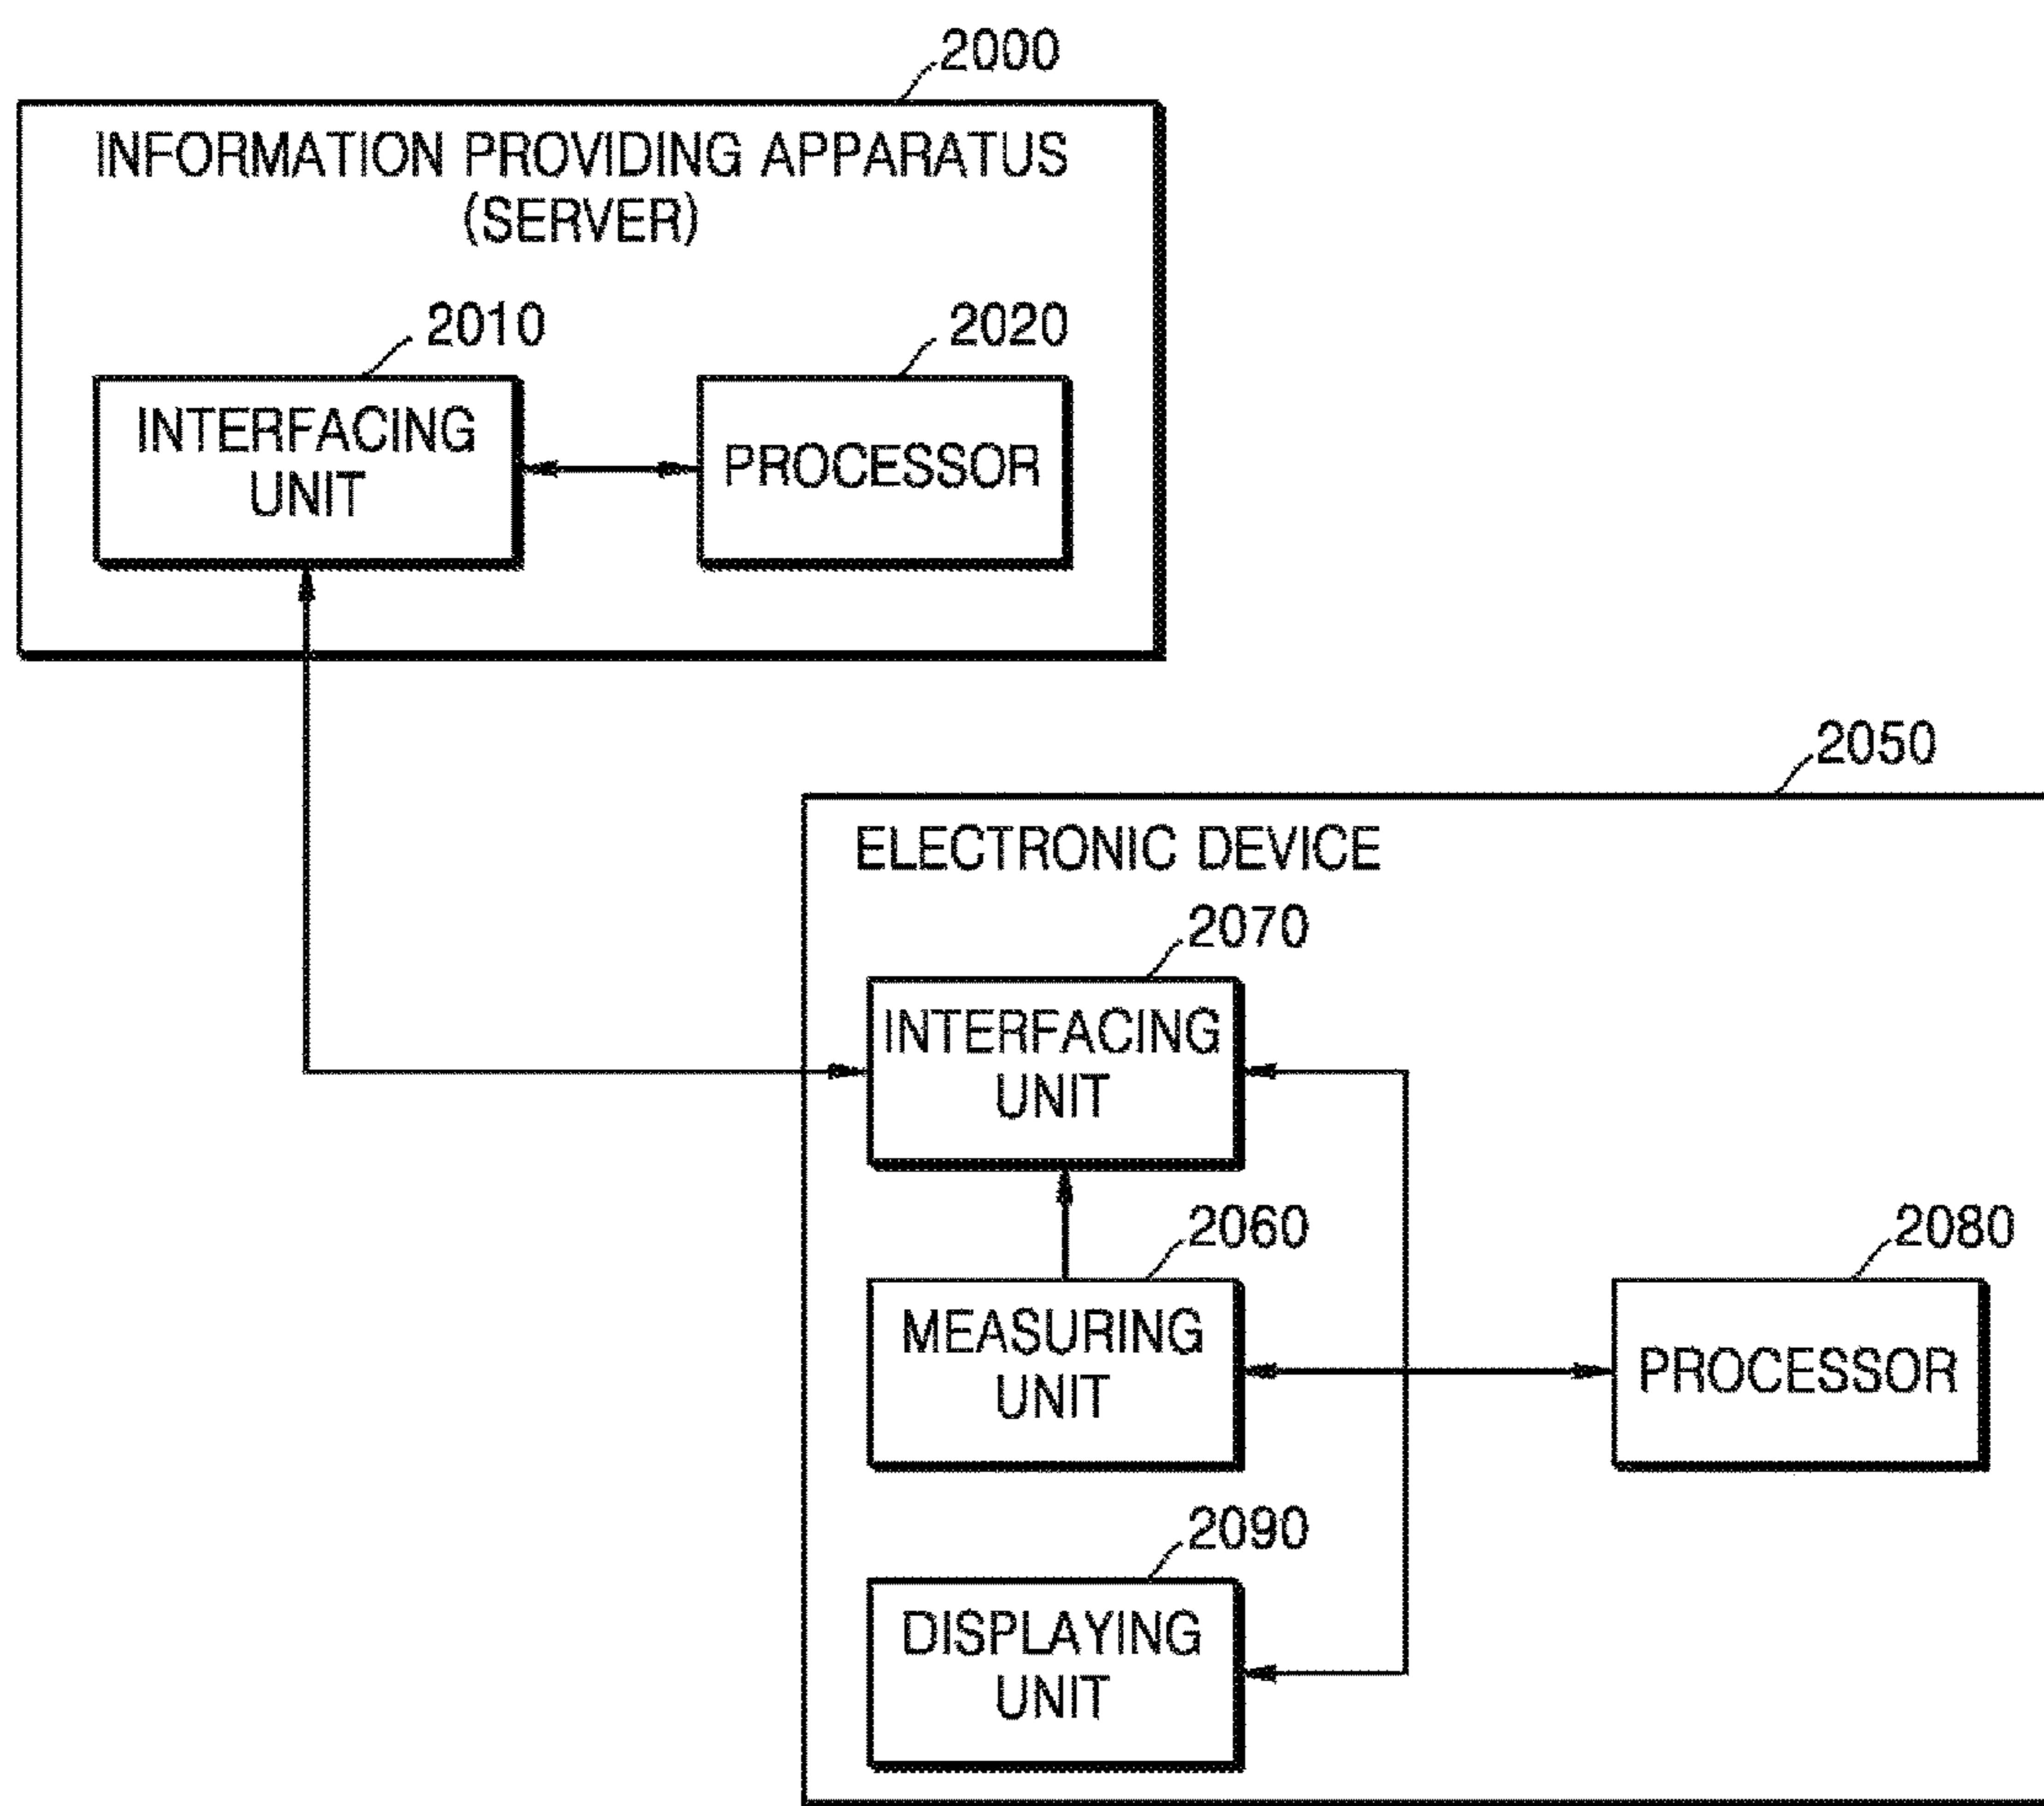 2000
INFORMATION PROVIDING APPARATUS
(SERVER)
2010
2020
INTERFACING
UNIT
PROCESSOR
2050
ELECTRONIC DEVICE
2070
INTERFACING
UNIT
2060
2080
MEASURING
UNIT
PROCESSOR
2090
DISPLAYING
UNIT